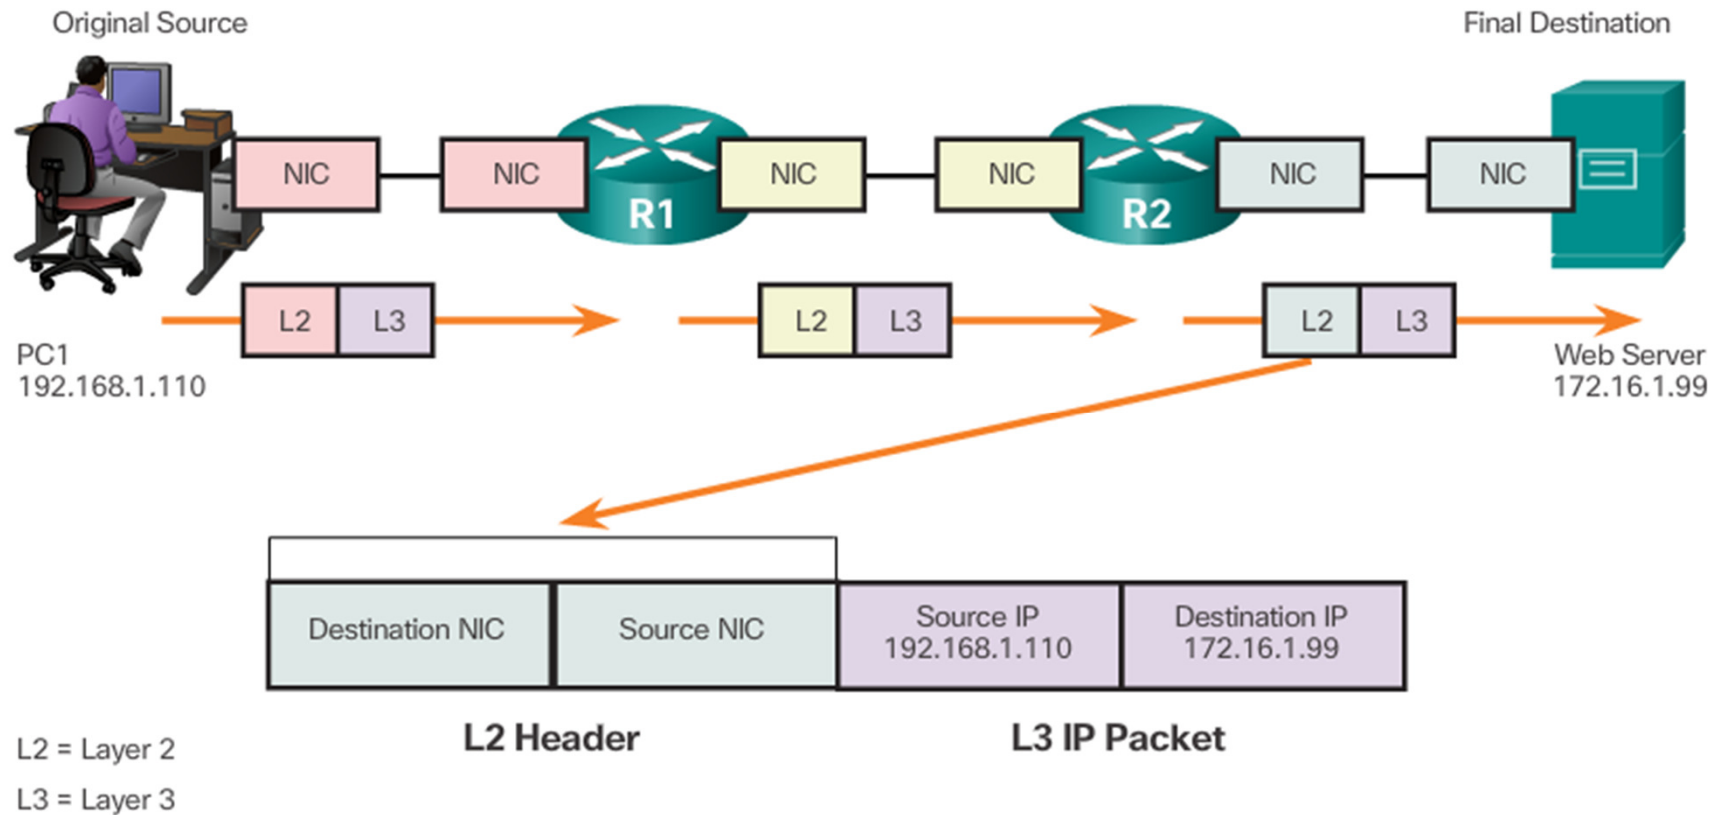 Original Source
Final Destination
NIC
NIC
NIC
NIC
NIC
NIC
R1
R2
L2
L3
L2
L3
L2
L3
PC1
192.168.1.110
Web Server
172.16.1.99
Destination NIC
Source NIC
Source IP
192.168.1.110
Destination IP
172.16.1.99
L2 Header
L3 IP Packet
L2 = Layer 2
L3 = Layer 3